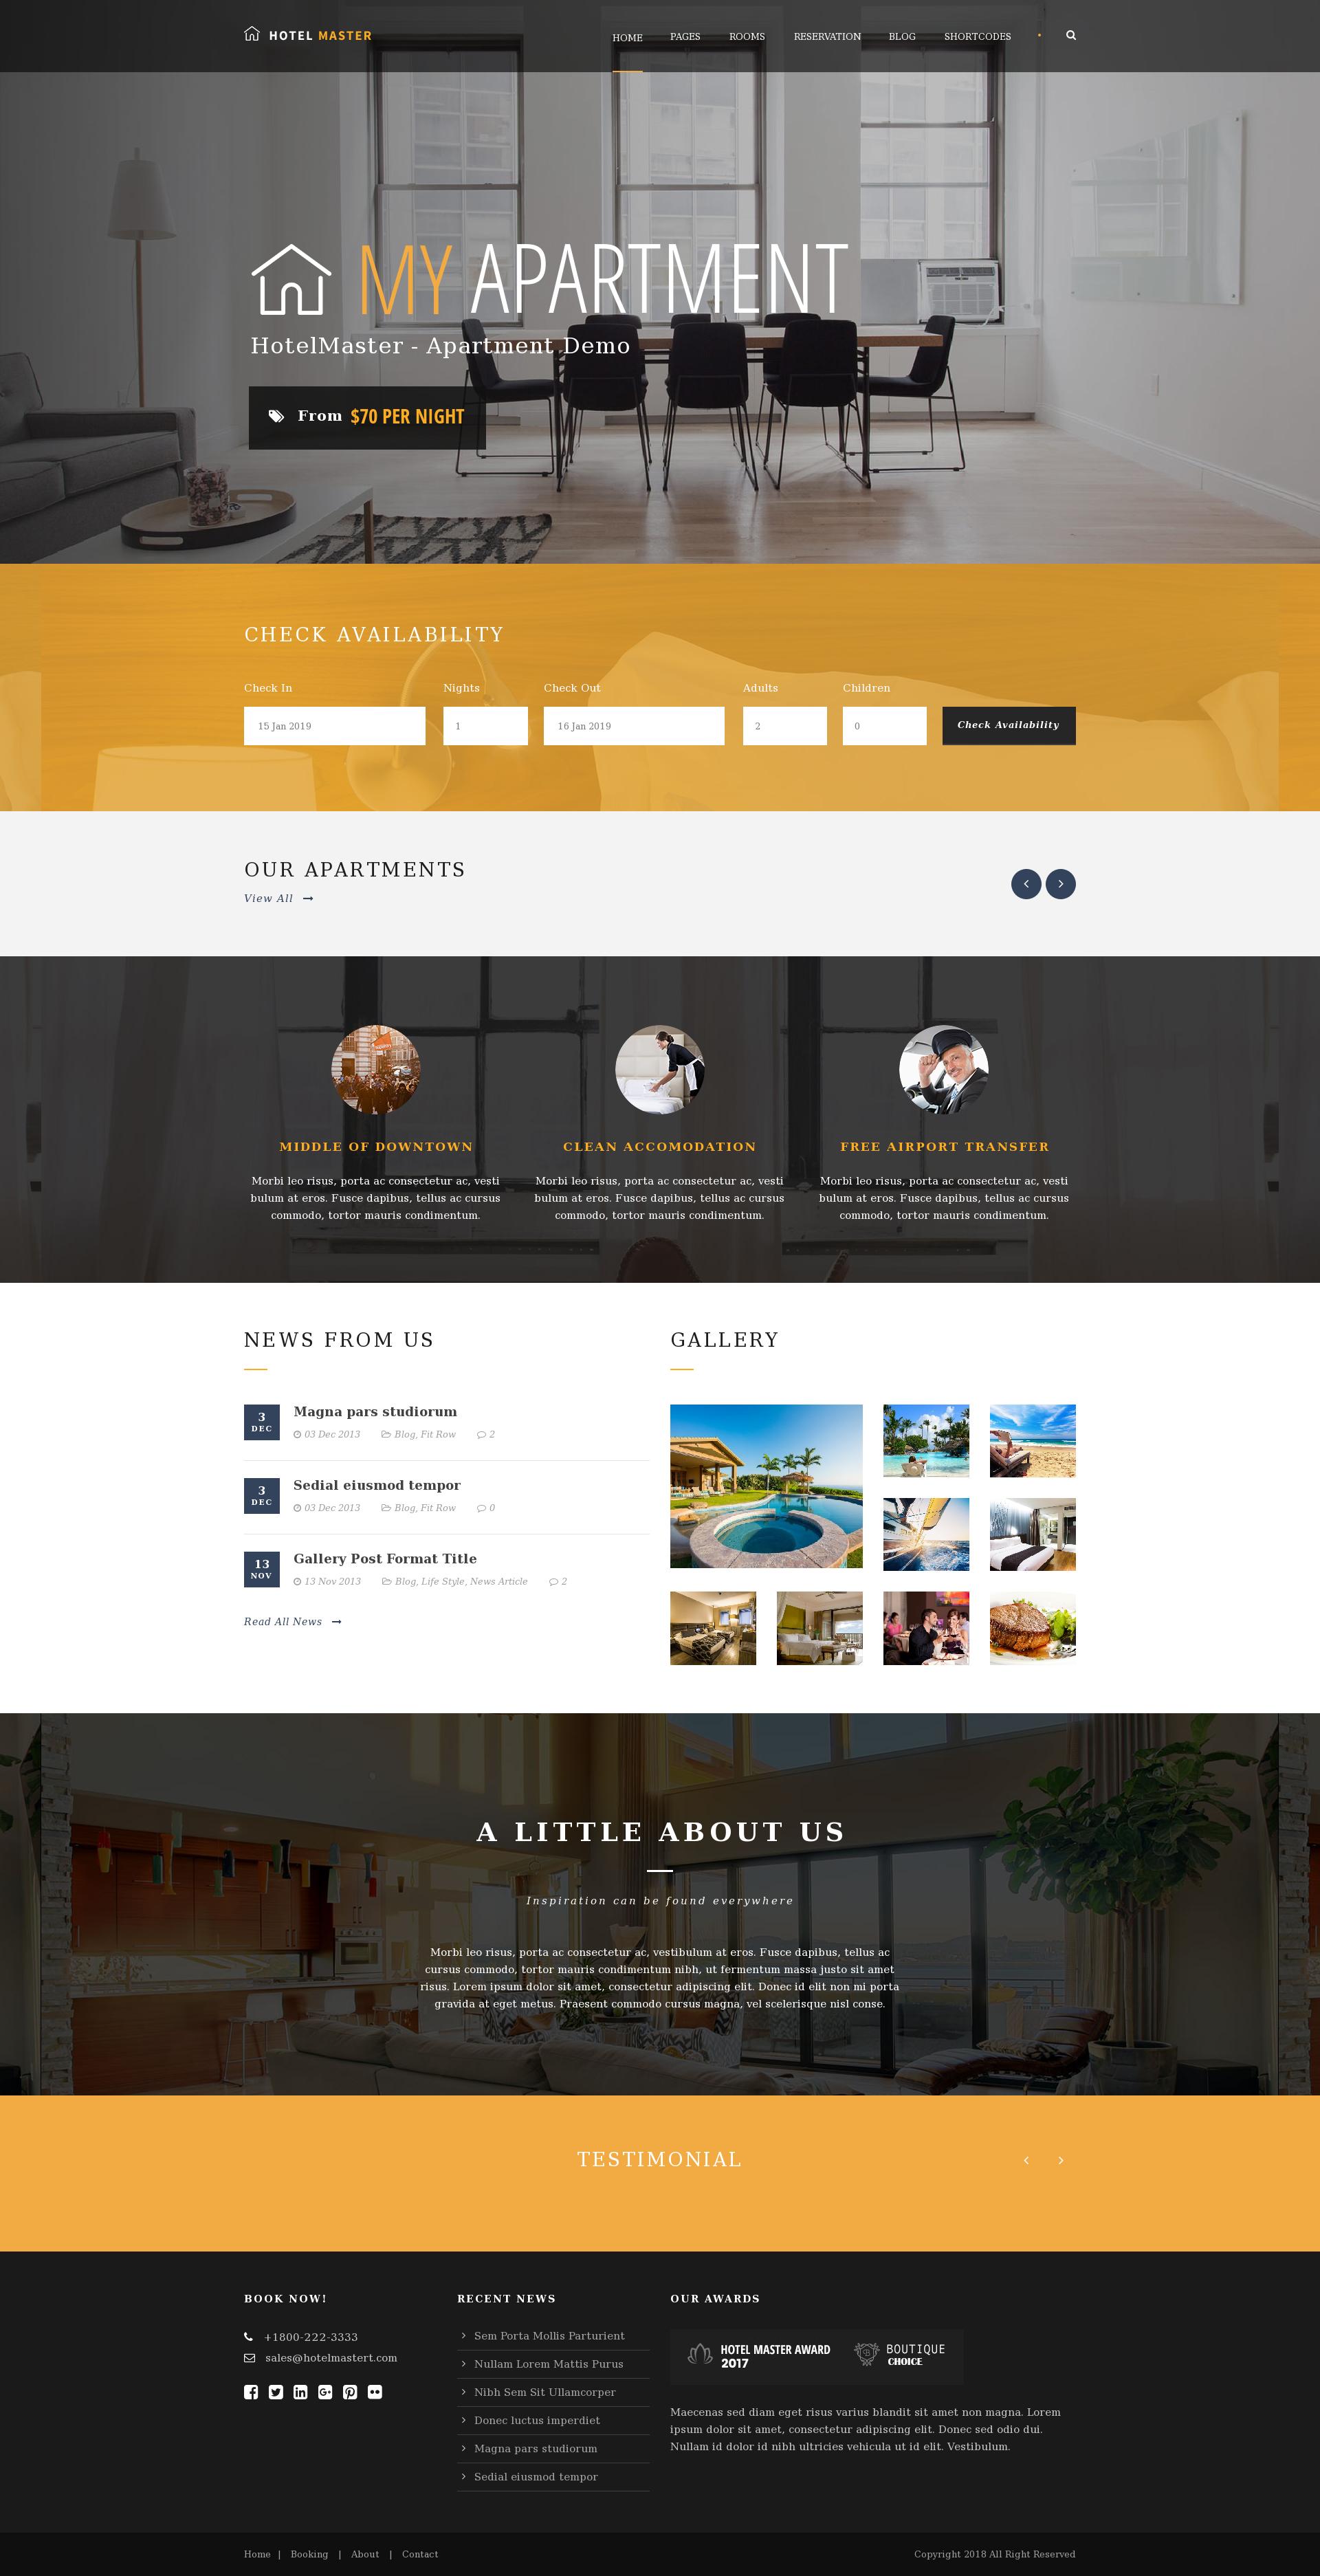 HOTEL MASTER
HOME PAGES ROOMS RESERVATION BLOG SHORTCODES
MY APARTMENT
HotelMaster - Apartment Demo
From $70 PER NIGHT
CHECK AVAILABILITY
Check In Nights Check Out Adults Children
15 Jan 2019 1 16 Jan 2019 2 0 Check Availability
OUR APARTMENTS
View All
MIDDLE OF DOWNTOWN
Morbi leo risus, porta ac consectetur ac, vesti
bulum at eros. Fusce dapibus, tellus ac cursus
commodo, tortor mauris condimentum.
CLEAN ACCOMODATION
Morbi leo risus, porta ac consectetur ac, vesti
bulum at eros. Fusce dapibus, tellus ac cursus
commodo, tortor mauris condimentum.
FREE AIRPORT TRANSFER
Morbi leo risus, porta ac consectetur ac, vesti
bulum at eros. Fusce dapibus, tellus ac cursus
commodo, tortor mauris condimentum.
NEWS FROM US
3
DEC
Magna pars studiorum
03 Dec 2013 Blog, Fit Row 2
3
DEC
Sedial eiusmod tempor
03 Dec 2013 Blog, Fit Row 0
13
NOV
Gallery Post Format Title
13 Nov 2013 Blog, Life Style, News Article 2
Read All News
GALLERY
A LITTLE ABOUT US
Inspiration can be found everywhere
Morbi leo risus, porta ac consectetur ac, vestibulum at eros. Fusce dapibus, tellus ac
cursus commodo, tortor mauris condimentum nibh, ut fermentum massa justo sit amet
risus. Lorem ipsum dolor sit amet, consectetur adipiscing elit. Donec id elit non mi porta
gravida at eget metus. Praesent commodo cursus magna, vel scelerisque nisl conse.
TESTIMONIAL
BOOK NOW!
+1800-222-3333
sales@hotelmastert.com
RECENT NEWS
Sem Porta Mollis Parturient
Nullam Lorem Mattis Purus
Nibh Sem Sit Ullamcorper
Donec luctus imperdiet
Magna pars studiorum
Sedial eiusmod tempor
OUR AWARDS
HOTEL MASTER AWARD
2017
BOUTIQUE
CHOICE
Maecenas sed diam eget risus varius blandit sit amet non magna. Lorem
ipsum dolor sit amet, consectetur adipiscing elit. Donec sed odio dui.
Nullam id dolor id nibh ultricies vehicula ut id elit. Vestibulum.
Home | Booking | About | Contact
Copyright 2018 All Right Reserved